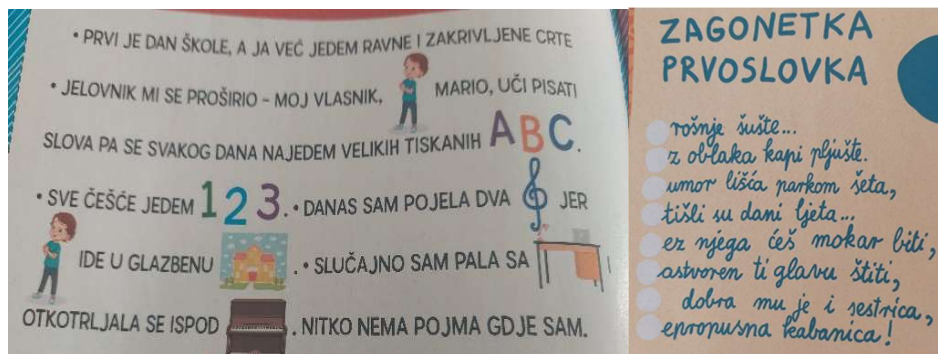 • PRVI JE DAN ŠKOLE, A JA VEĆ JEDEM RAVNE I ZAKRIVLJENE CRTE
• JELOVNIK MI SE PROŠIRIO - MOJ VLASNIK, MARIO, UČI PISATI
SLOVA PA SE SVAKOG DANA NAJEDEM VELIKIH TISKANIH ABC.
• SVE ČEŠĆE JEDEM 123. • DANAS SAM POJELA DVA JER
IDE U GLAZBENU . • SLUČAJNO SAM PALA SA
OTKOTRLJALA SE ISPOD . NITKO NEMA POJMA GDJE SAM.
ZAGONETKA
PRVOSLOVKA
rošnje šušte...
z oblaka kapi pljušte.
umor lišća parkom šeta,
tišli su dani ljeta...
ez njega ćeš mokar biti,
astvoren ti glavu štiti,
dobra mu je i sestrica,
epropusna kabanica!